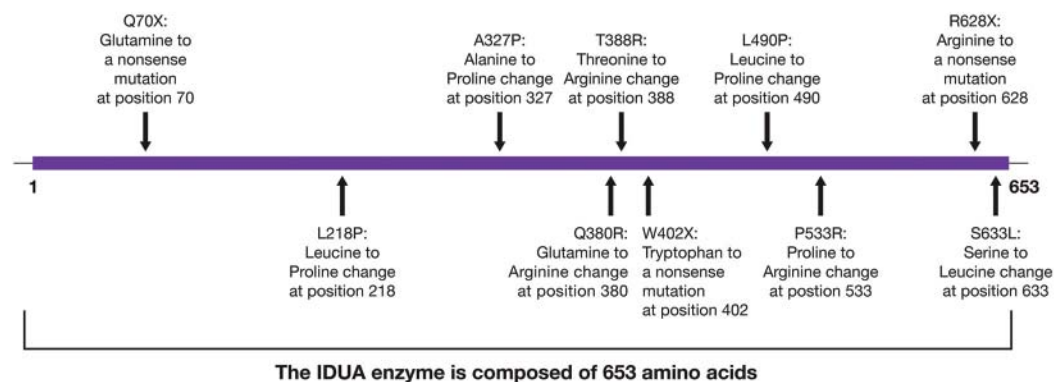 Q70X:
Glutamine to
a nonsense
mutation
at position 70
A327P:
Alanine to
Proline change
at position 327
T388R:
Threonine to
Arginine change
at position 388
L490P:
Leucine to
Proline change
at position 490
R628X:
Arginine to
a nonsense
mutation
at position 628
1
653
L218P:
Leucine to
Proline change
at position 218
Q380R:
Glutamine to
Arginine change
at position 380
W402X:
Tryptophan to
a nonsense
mutation
at position 402
P533R:
Proline to
Arginine change
at postion 533
S633L:
Serine to
Leucine change
at position 633
The IDUA enzyme is composed of 653 amino acids